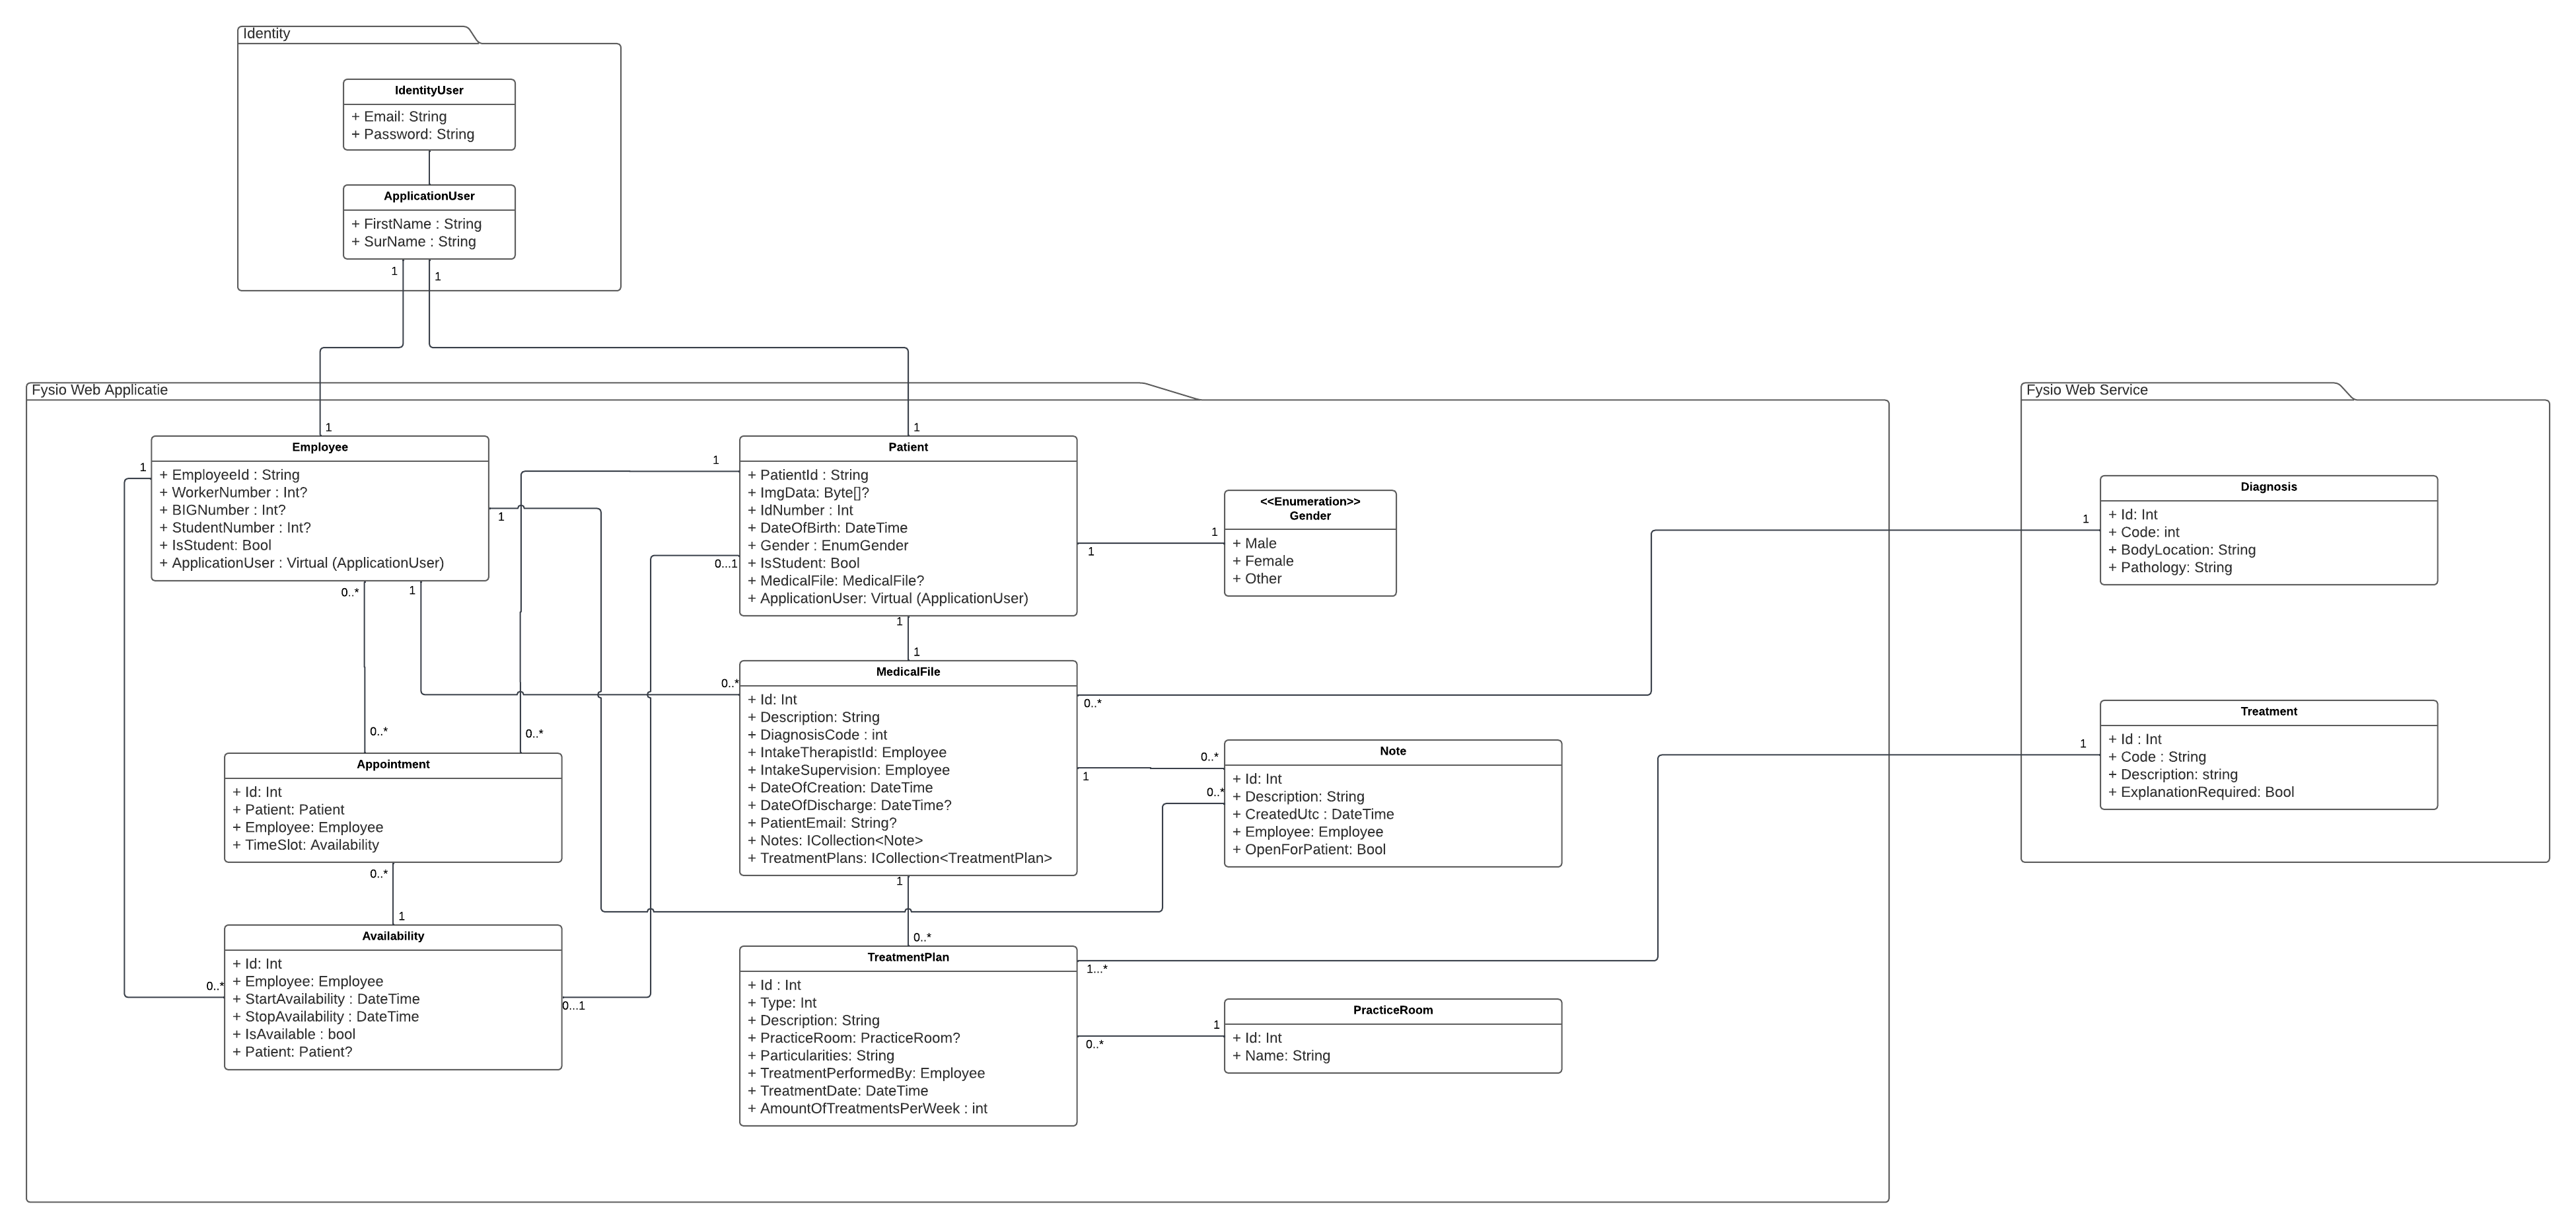 Identity
IdentityUser
+ Email: String
+ Password: String
ApplicationUser
+ FirstName : String
+ SurName : String
1
1
Fysio Web Applicatie
1
Employee
+ EmployeeId : String
+ WorkerNumber : Int?
+ BIGNumber : Int?
+ StudentNumber : Int?
+ IsStudent: Bool
+ ApplicationUser : Virtual (ApplicationUser)
1
1
0..*
1
1
Patient
+ PatientId : String
+ ImgData: Byte[]?
+ IdNumber : Int
+ DateOfBirth: DateTime
+ Gender : EnumGender
+ IsStudent: Bool
+ MedicalFile: MedicalFile?
+ ApplicationUser: Virtual (ApplicationUser)
1
0...1
1
1
<<Enumeration>>
Gender
+ Male
+ Female
+ Other
1
1
MedicalFile
+ Id: Int
+ Description: String
+ DiagnosisCode : int
+ IntakeTherapistId: Employee
+ IntakeSupervision: Employee
+ DateOfCreation: DateTime
+ DateOfDischarge: DateTime?
+ PatientEmail: String?
+ Notes: ICollection<Note>
+ TreatmentPlans: ICollection<TreatmentPlan>
0..*
0..*
1
1
0..*
0..*
Note
+ Id: Int
+ Description: String
+ CreatedUtc : DateTime
+ Employee: Employee
+ OpenForPatient: Bool
0..*
0..*
Appointment
+ Id: Int
+ Patient: Patient
+ Employee: Employee
+ TimeSlot: Availability
0..*
1
Availability
+ Id: Int
+ Employee: Employee
+ StartAvailability : DateTime
+ StopAvailability : DateTime
+ IsAvailable : bool
+ Patient: Patient?
0..*
0...1
0..*
TreatmentPlan
+ Id : Int
+ Type: Int
+ Description: String
+ PracticeRoom: PracticeRoom?
+ Particularities: String
+ TreatmentPerformedBy: Employee
+ TreatmentDate: DateTime
+ AmountOfTreatmentsPerWeek : int
1...*
0..*
1
PracticeRoom
+ Id: Int
+ Name: String
Fysio Web Service
1
Diagnosis
+ Id: Int
+ Code: int
+ BodyLocation: String
+ Pathology: String
1
Treatment
+ Id : Int
+ Code : String
+ Description: string
+ ExplanationRequired: Bool